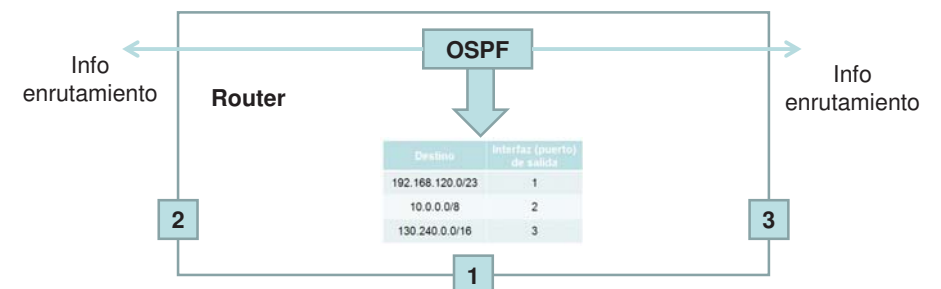 OSPF
Info
enrutamiento
Info
enrutamiento
Router
Destino
Interfaz (puerto)
de salida
192.168.120.0/23 1
10.0.0.0/8 2
130.240.0.0/16 3
2
3
1